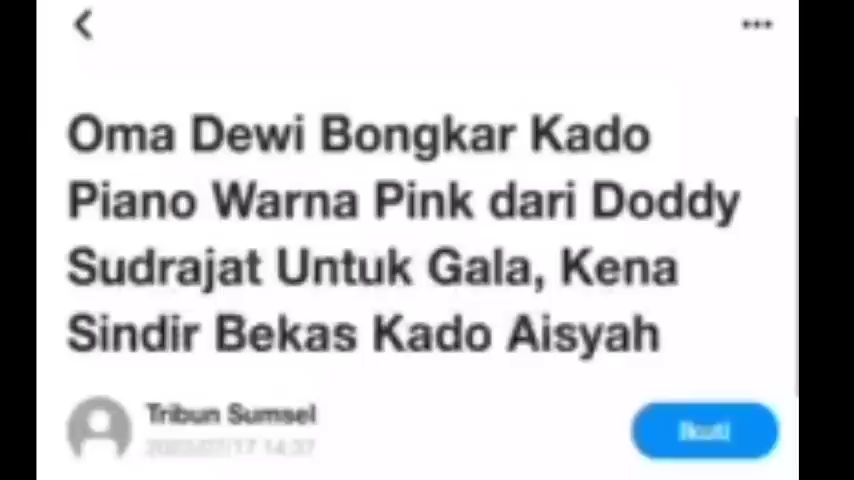 Oma Dewi Bongkar Kado
Piano Warna Pink dari Doddy
Sudrajat Untuk Gala, Kena
Sindir Bekas Kado Aisyah
Tribun Sumsel
Ikuti